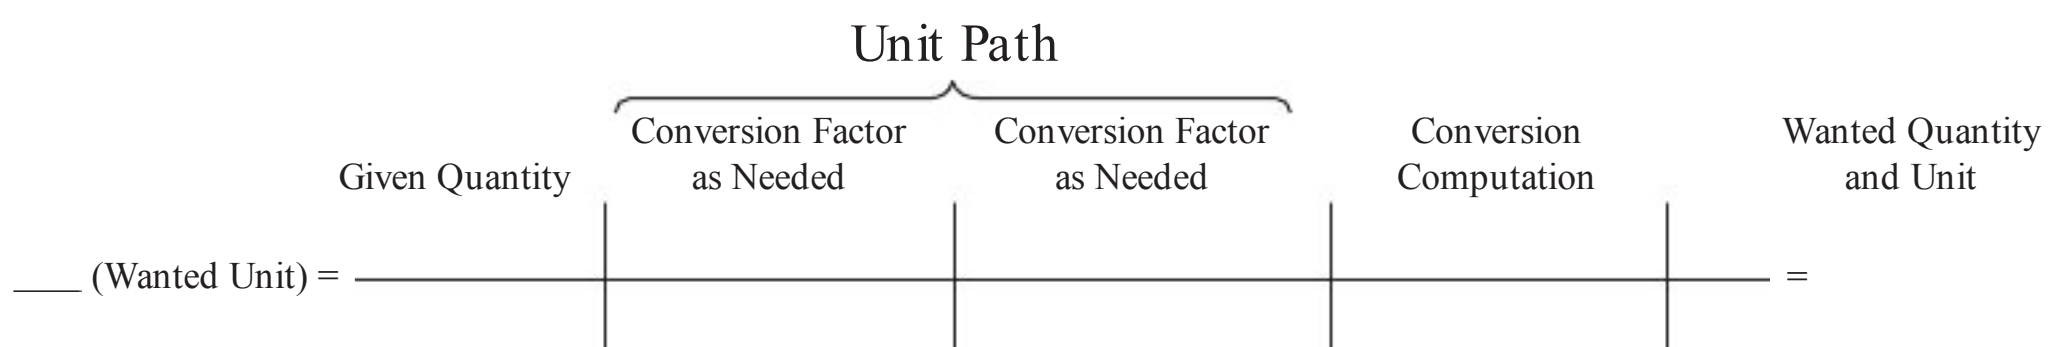 Unit Path
Conversion Factor
as Needed
Conversion Factor
as Needed
Conversion
Computation
Wanted Quantity
and Unit
Given Quantity
___ (Wanted Unit) =
=